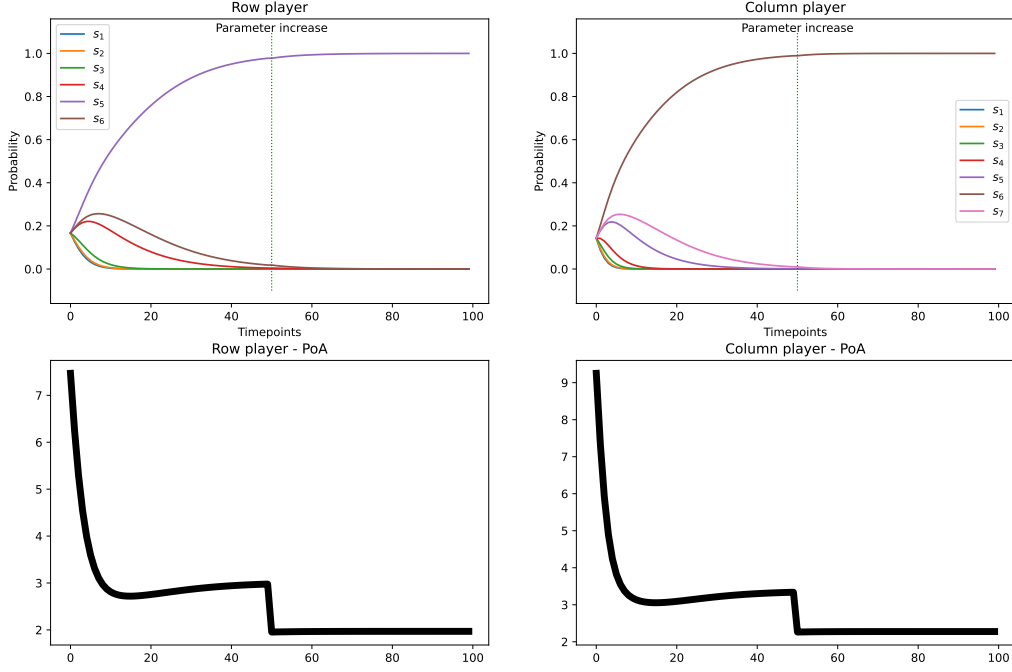 Row player
Parameter increase
1.0
0.8
0.6
0.4
0.2
0.0
Probability
s1
s2
s3
s4
s5
s6
0 20 40 60 80 100
Timepoints
Column player
Parameter increase
1.0
0.8
0.6
0.4
0.2
0.0
Probability
s1
s2
s3
s4
s5
s6
s7
0 20 40 60 80 100
Timepoints
Row player - PoA
7
6
5
4
3
2
0 20 40 60 80 100
Column player - PoA
9
8
7
6
5
4
3
2
0 20 40 60 80 100